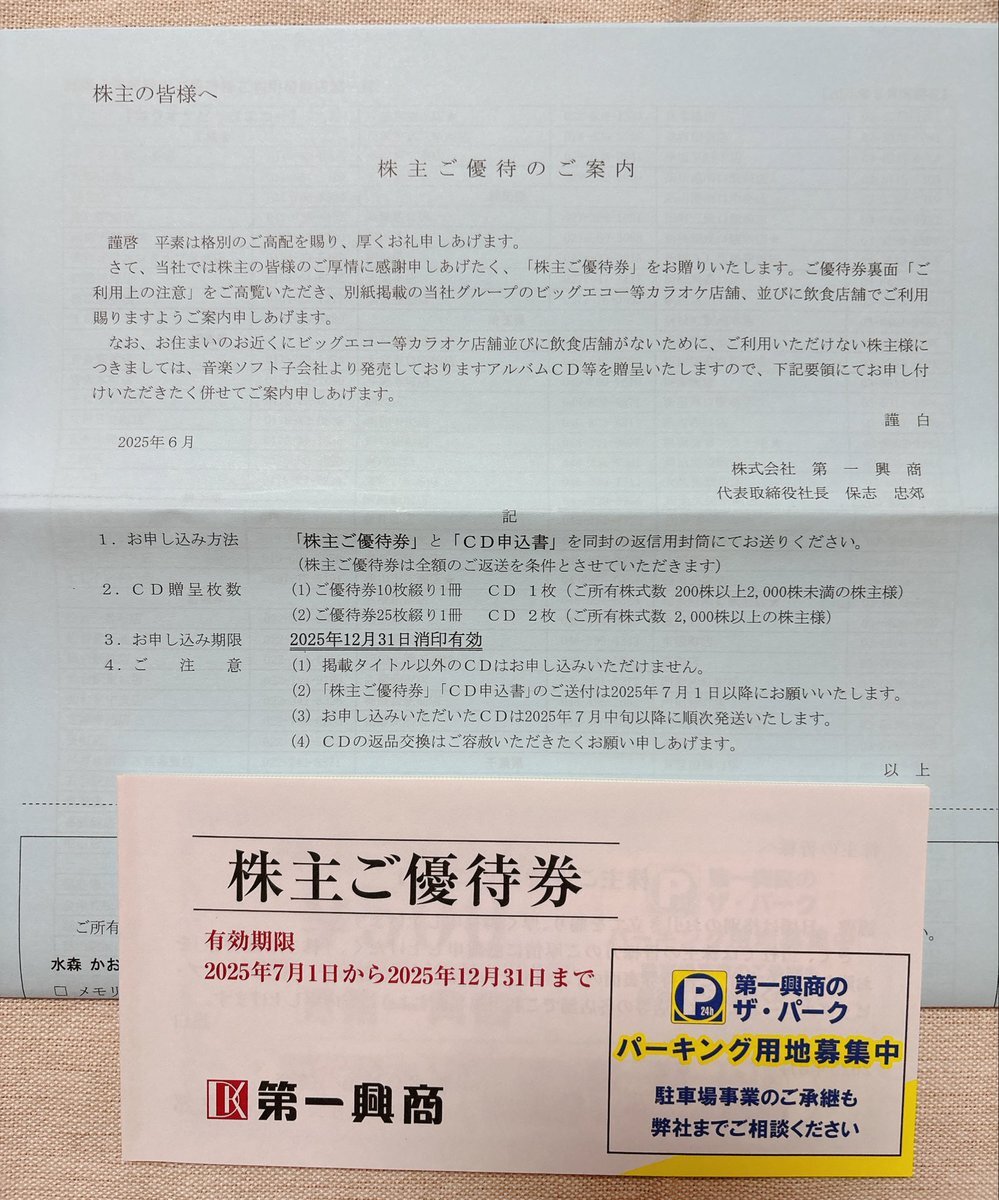 株主の皆様へ
株主ご優待のご案内
謹啓　平素は格別のご高配を賜り、厚くお礼申しあげます。
さて、当社では株主の皆様のご厚情に感謝申しあげたく、「株主ご優待券」をお贈りいたします。ご優待券裏面「ご
利用上の注意」をご高覧いただき、別紙掲載の当社グループのビッグエコー等カラオケ店舗、並びに飲食店舗でご利用
賜りますようご案内申しあげます。
なお、お住まいのお近くにビッグエコー等カラオケ店舗並びに飲食店舗がないために、ご利用いただけない株主様に
つきましては、音楽ソフト子会社より発売しておりますアルバムＣＤ等を贈呈いたしますので、下記要領にてお申し付
けいただきたく併せてご案内申しあげます。
謹　白
2025年６月
株式会社　第　一　興　商
代表取締役社長　保志　忠郊
記
１．お申し込み方法　「株主ご優待券」と「ＣＤ申込書」を同封の返信用封筒にてお送りください。
（株主ご優待券は全額のご返送を条件とさせていただきます）
２．ＣＤ贈呈枚数　(1)ご優待券10枚綴り1冊　ＣＤ １枚（ご所有株式数 200株以上2,000株未満の株主様）
(2)ご優待券25枚綴り1冊　ＣＤ ２枚（ご所有株式数 2,000株以上の株主様）
３．お申し込み期限　2025年12月31日消印有効
４．ご　注　意　(1) 掲載タイトル以外のＣＤはお申し込みいただけません。
(2)「株主ご優待券」「ＣＤ申込書」のご送付は2025年７月１日以降にお願いいたします。
(3) お申し込みいただいたＣＤは2025年７月中旬以降に順次発送いたします。
(4) ＣＤの返品交換はご容赦いただきたくお願い申しあげます。
以　上
ご所有
水森 かお
□ メモリ
株主ご優待券
有効期限
2025年7月1日から2025年12月31日まで
DK 第一興商
P 24h
第一興商の
ザ・パーク
パーキング用地募集中
駐車場事業のご承継も
弊社までご相談ください